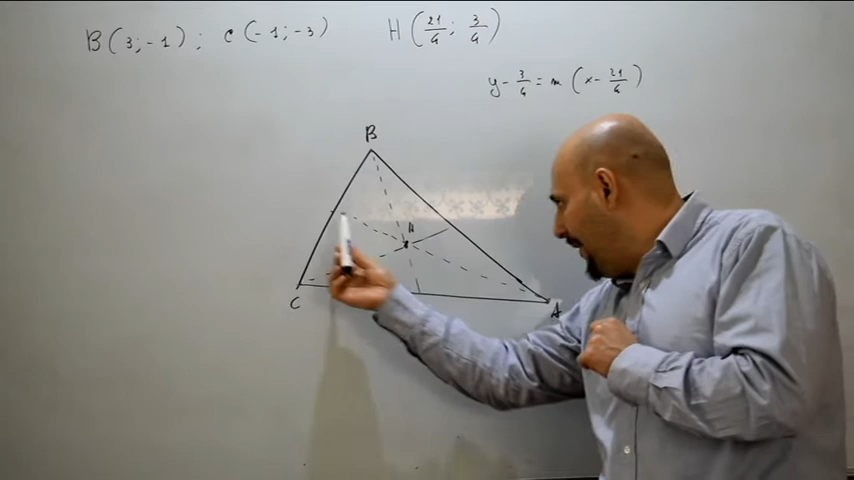 B(3;-1); C(-1;-3) H(21/4; 3/4)
y-3/4=m(x-21/4)
B
H
C
A